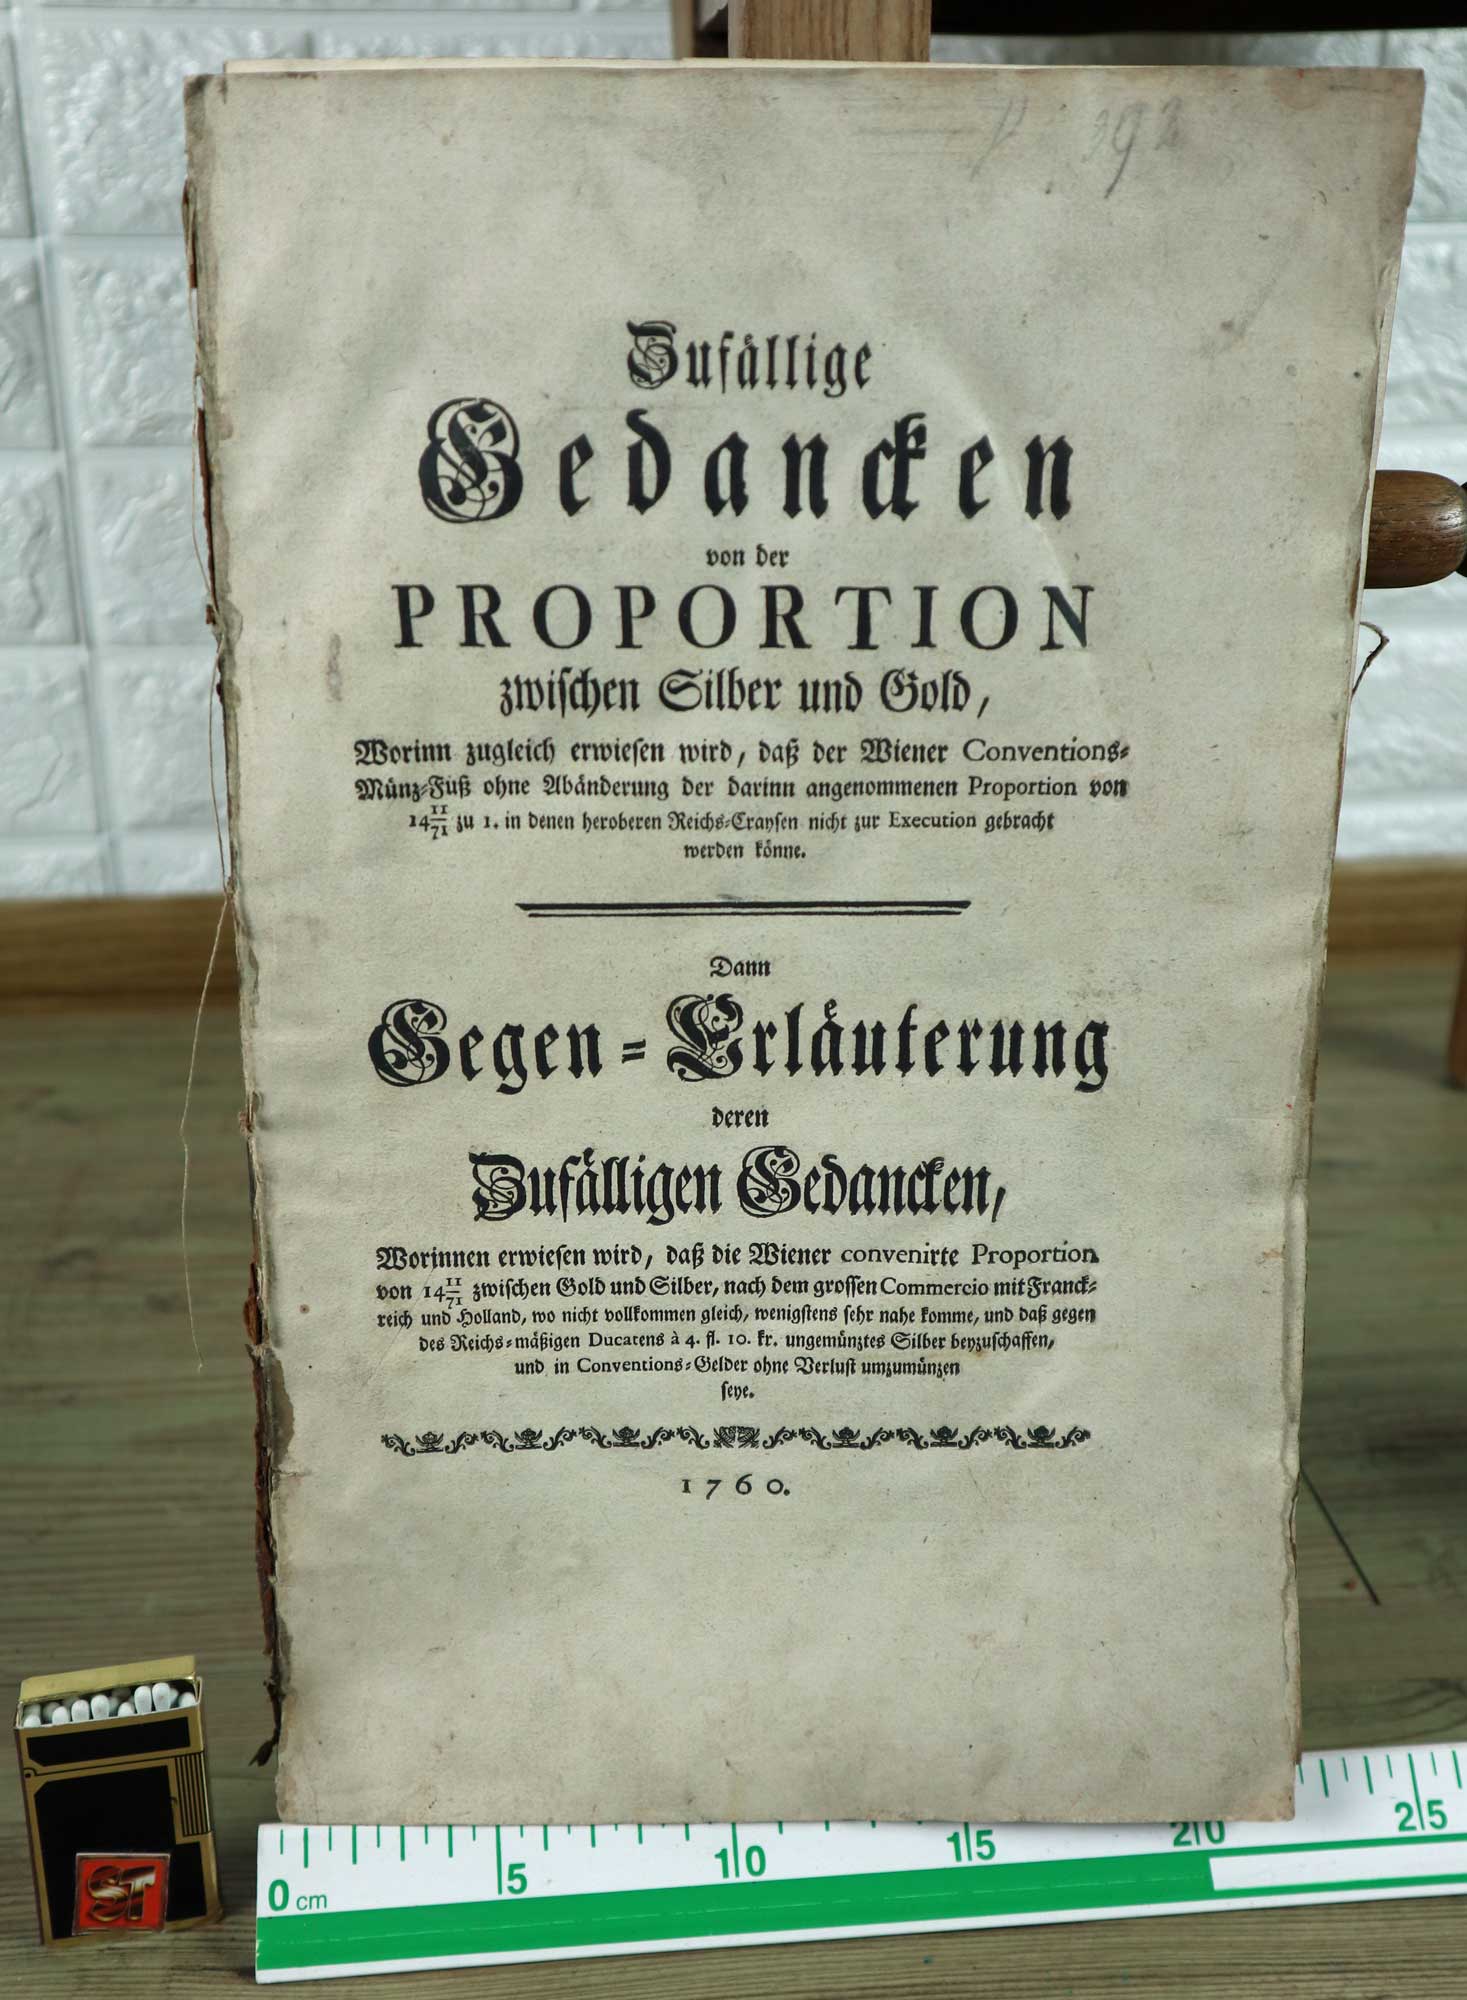 392
Zufällige
Gedancken
von der
PROPORTION
zwischen Silber und Gold,
Worinn zugleich erwiesen wird, daß der Wiener Conventions-
Münz-Fuß ohne Abänderung der darinn angenommenen Proportion von
14 11/71 zu 1. in denen heroberen Reichs-Craysen nicht zur Execution gebracht
werden könne.
Dann
Gegen-Erläuterung
deren
Zufälligen Gedancken,
Worinnen erwiesen wird, daß die Wiener convenirte Proportion
von 14 11/71 zwischen Gold und Silber, nach dem grossen Commercio mit Franck-
reich und Holland, wo nicht vollkommen gleich, wenigstens sehr nahe komme, und daß gegen
des Reichs-mäßigen Ducatens à 4. fl. 10. kr. ungemünztes Silber beyzuschaffen,
und in Conventions-Gelder ohne Verlust umzumünzen
seye.
1760.
ST
0 cm 5 10 15 20 25